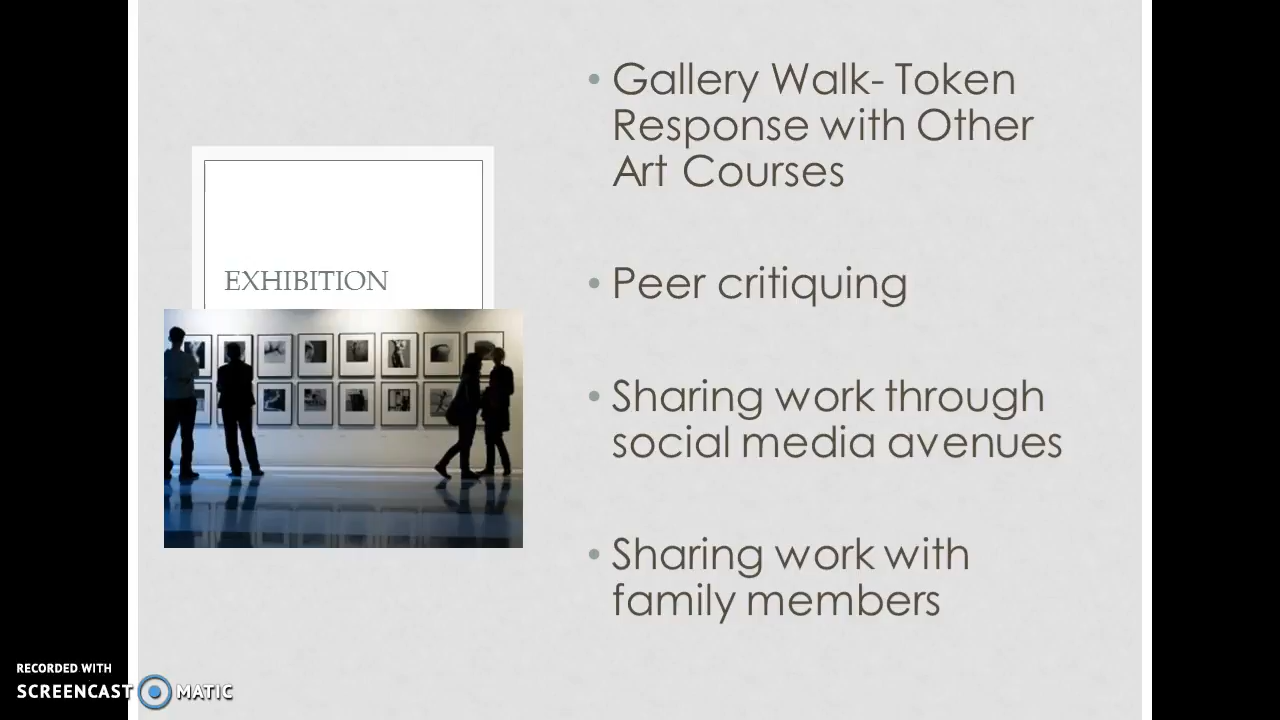 EXHIBITION
• Gallery Walk- Token
Response with Other
Art Courses
• Peer critiquing
• Sharing work through
social media avenues
• Sharing work with
family members
RECORDED WITH
SCREENCAST MATIC